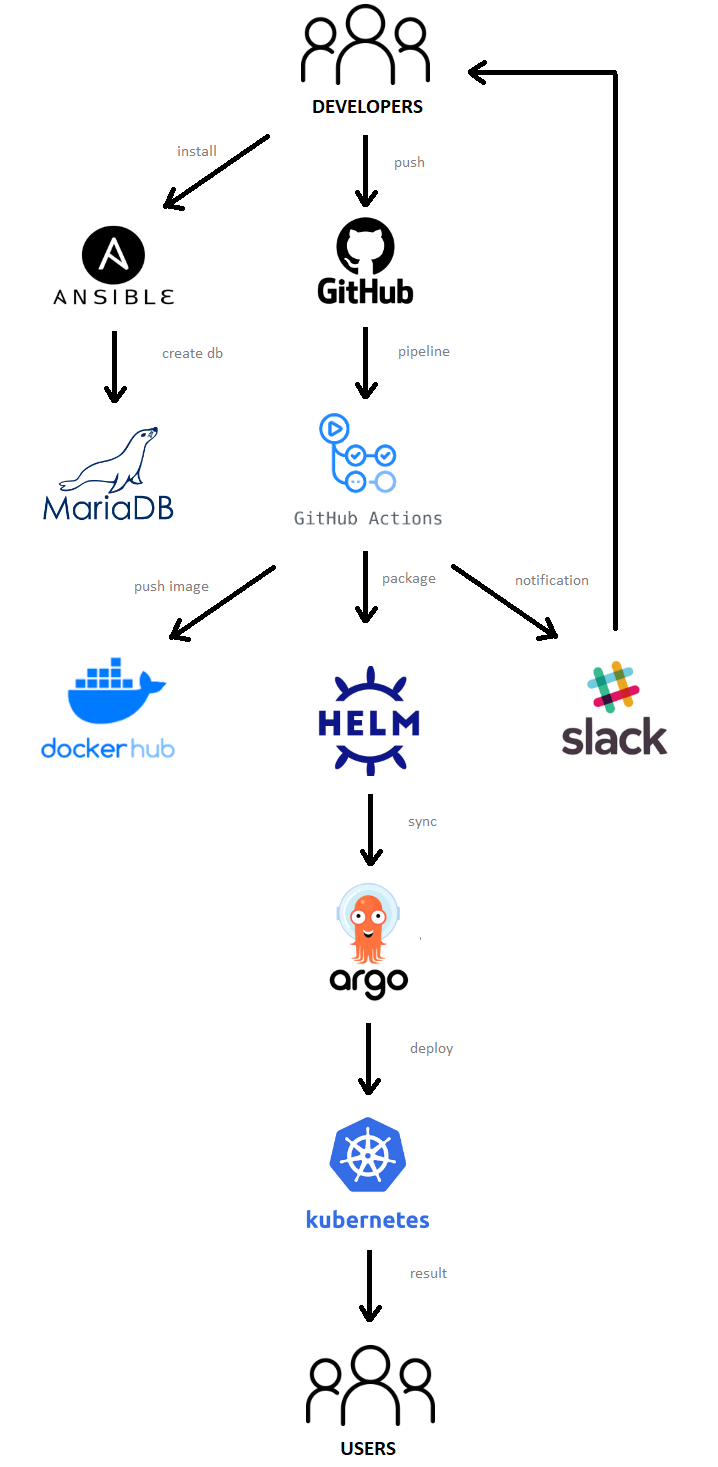 DEVELOPERS
install
push
ANSIBLE
GitHub
create db
pipeline
MariaDB
GitHub Actions
push image
package
notification
docker hub
HELM
slack
sync
argo
deploy
kubernetes
result
USERS